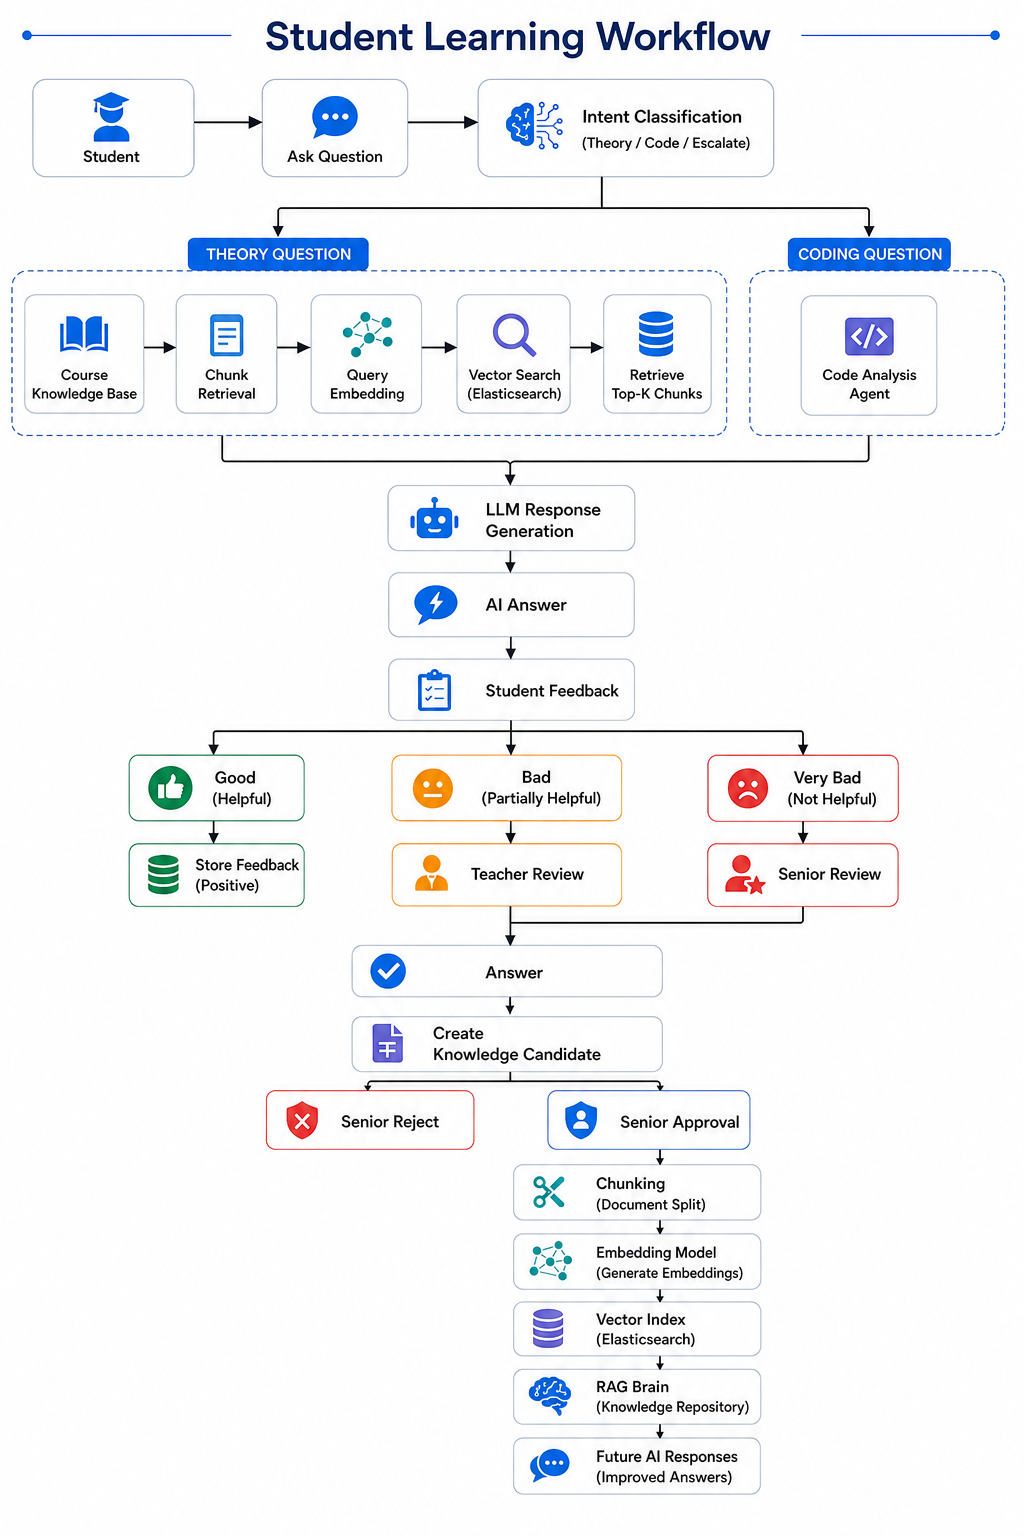 Student Learning Workflow
Student
Ask Question
Intent Classification
(Theory / Code / Escalate)
THEORY QUESTION
CODING QUESTION
Course
Knowledge Base
Chunk
Retrieval
Query
Embedding
Vector Search
(Elasticsearch)
Retrieve
Top-K Chunks
Code Analysis
Agent
LLM Response
Generation
AI Answer
Student Feedback
Good
(Helpful)
Bad
(Partially Helpful)
Very Bad
(Not Helpful)
Store Feedback
(Positive)
Teacher Review
Senior Review
Answer
Create
Knowledge Candidate
Senior Reject
Senior Approval
Chunking
(Document Split)
Embedding Model
(Generate Embeddings)
Vector Index
(Elasticsearch)
RAG Brain
(Knowledge Repository)
Future AI Responses
(Improved Answers)